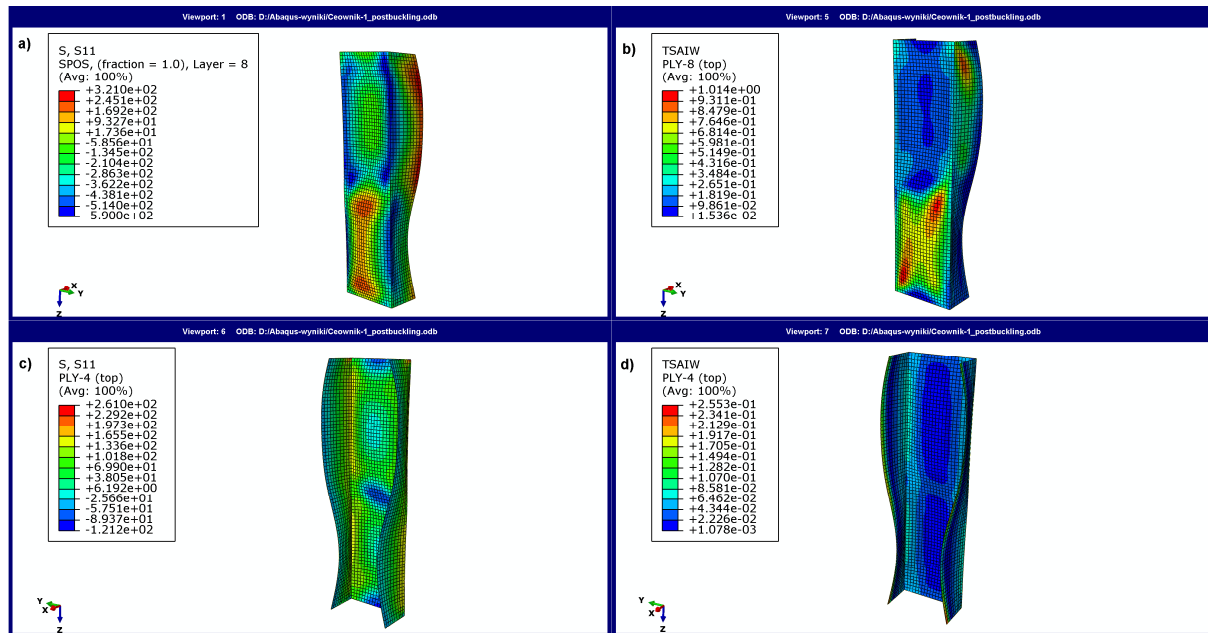 Viewport: 1 ODB: D:/Abaqus-wyniki/Ceownik-1_postbuckling.odb
a)
S, S11
SPOS, (fraction = 1.0), Layer = 8
(Avg: 100%)
+3.210e+02
+2.451e+02
+1.692e+02
+9.327e+01
+1.736e+01
-5.856e+01
-1.345e+02
-2.104e+02
-2.863e+02
-3.622e+02
-4.381e+02
-5.140e+02
5.900e+02
X
Y
Z
Viewport: 5 ODB: D:/Abaqus-wyniki/Ceownik-1_postbuckling.odb
b)
TSAIW
PLY-8 (top)
(Avg: 100%)
+1.014e+00
+9.311e-01
+8.479e-01
+7.646e-01
+6.814e-01
+5.981e-01
+5.149e-01
+4.316e-01
+3.484e-01
+2.651e-01
+1.819e-01
+9.861e-02
+1.536e-02
X
Y
Z
Viewport: 6 ODB: D:/Abaqus-wyniki/Ceownik-1_postbuckling.odb
c)
S, S11
PLY-4 (top)
(Avg: 100%)
+2.610e+02
+2.292e+02
+1.973e+02
+1.655e+02
+1.336e+02
+1.018e+02
+6.990e+01
+3.805e+01
+6.192e+00
-2.566e+01
-5.751e+01
-8.937e+01
-1.212e+02
Y
X
Z
Viewport: 7 ODB: D:/Abaqus-wyniki/Ceownik-1_postbuckling.odb
d)
TSAIW
PLY-4 (top)
(Avg: 100%)
+2.553e-01
+2.341e-01
+2.129e-01
+1.917e-01
+1.705e-01
+1.494e-01
+1.282e-01
+1.070e-01
+8.581e-02
+6.462e-02
+4.344e-02
+2.226e-02
+1.078e-03
Y
X
Z